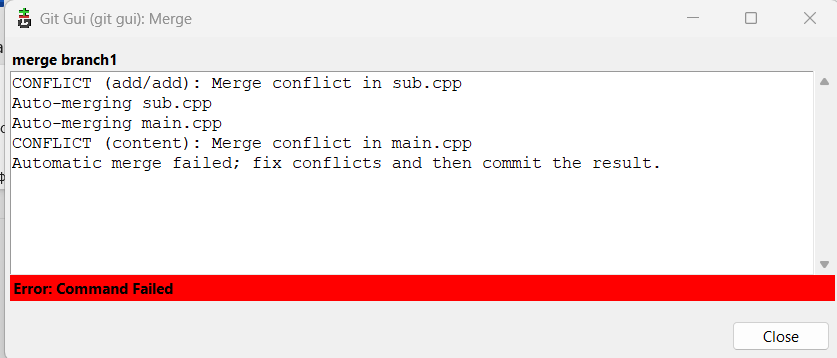 Git Gui (git gui): Merge
merge branch1
CONFLICT (add/add): Merge conflict in sub.cpp
Auto-merging sub.cpp
Auto-merging main.cpp
CONFLICT (content): Merge conflict in main.cpp
Automatic merge failed; fix conflicts and then commit the result.
Error: Command Failed
Close